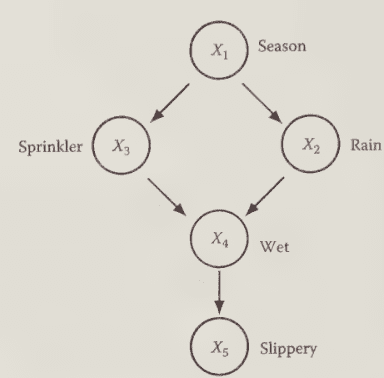 X₁ Season
Sprinkler X₃
X₂ Rain
X₄ Wet
X₅ Slippery